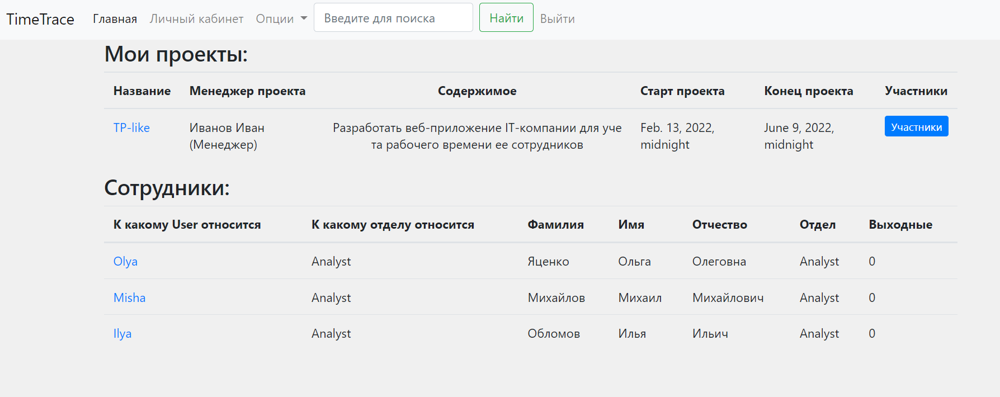 TimeTrace Главная Личный кабинет Опции Введите для поиска Найти Выйти
Мои проекты:
Название Менеджер проекта Содержимое Старт проекта Конец проекта Участники
TP-like Иванов Иван Разработать веб-приложение IT-компании для уче Feb. 13, 2022, June 9, 2022, Участники
(Менеджер) та рабочего времени ее сотрудников midnight midnight
Сотрудники:
К какому User относится К какому отделу относится Фамилия Имя Отчество Отдел Выходные
Olya Analyst Яценко Ольга Олеговна Analyst 0
Misha Analyst Михайлов Михаил Михайлович Analyst 0
Ilya Analyst Обломов Илья Ильич Analyst 0